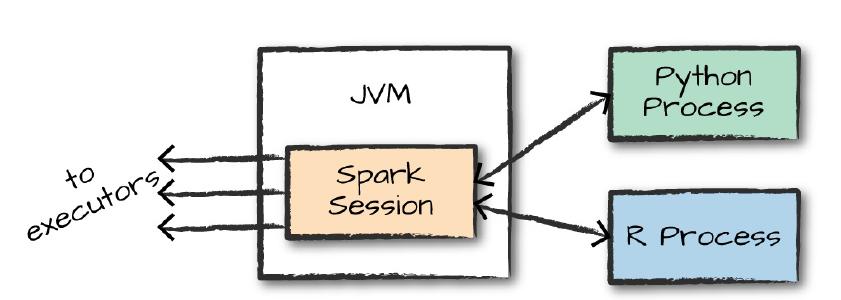 JVM
Spark
Session
to
executors
Python
Process
R Process